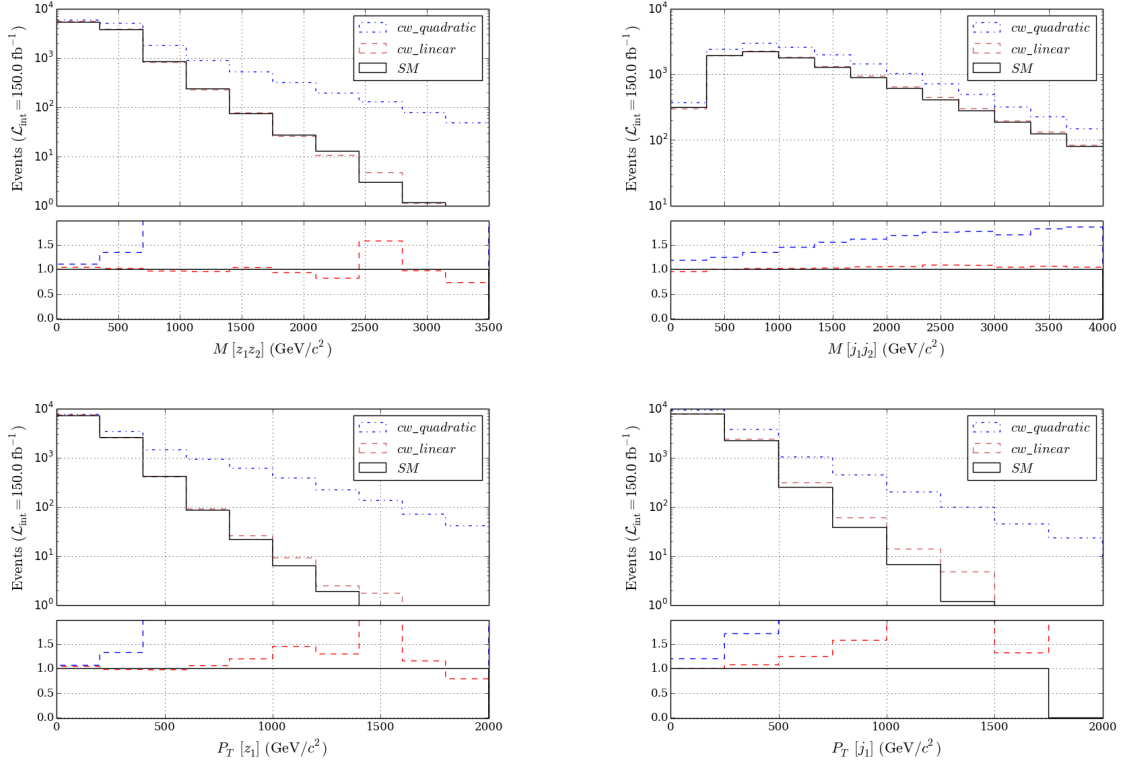 Events (ℒ_int = 150.0 fb⁻¹)
10⁴
10³
10²
10¹
10⁰
cw_quadratic
cw_linear
SM
1.5
1.0
0.5
0.0
0 500 1000 1500 2000 2500 3000 3500
M [z₁z₂] (GeV/c²)
Events (ℒ_int = 150.0 fb⁻¹)
10⁴
10³
10²
10¹
cw_quadratic
cw_linear
SM
1.5
1.0
0.5
0.0
0 500 1000 1500 2000 2500 3000 3500 4000
M [j₁j₂] (GeV/c²)
Events (ℒ_int = 150.0 fb⁻¹)
10⁴
10³
10²
10¹
10⁰
cw_quadratic
cw_linear
SM
1.5
1.0
0.5
0.0
0 500 1000 1500 2000
P_T [z₁] (GeV/c²)
Events (ℒ_int = 150.0 fb⁻¹)
10⁴
10³
10²
10¹
10⁰
cw_quadratic
cw_linear
SM
1.5
1.0
0.5
0.0
0 500 1000 1500 2000
P_T [j₁] (GeV/c²)